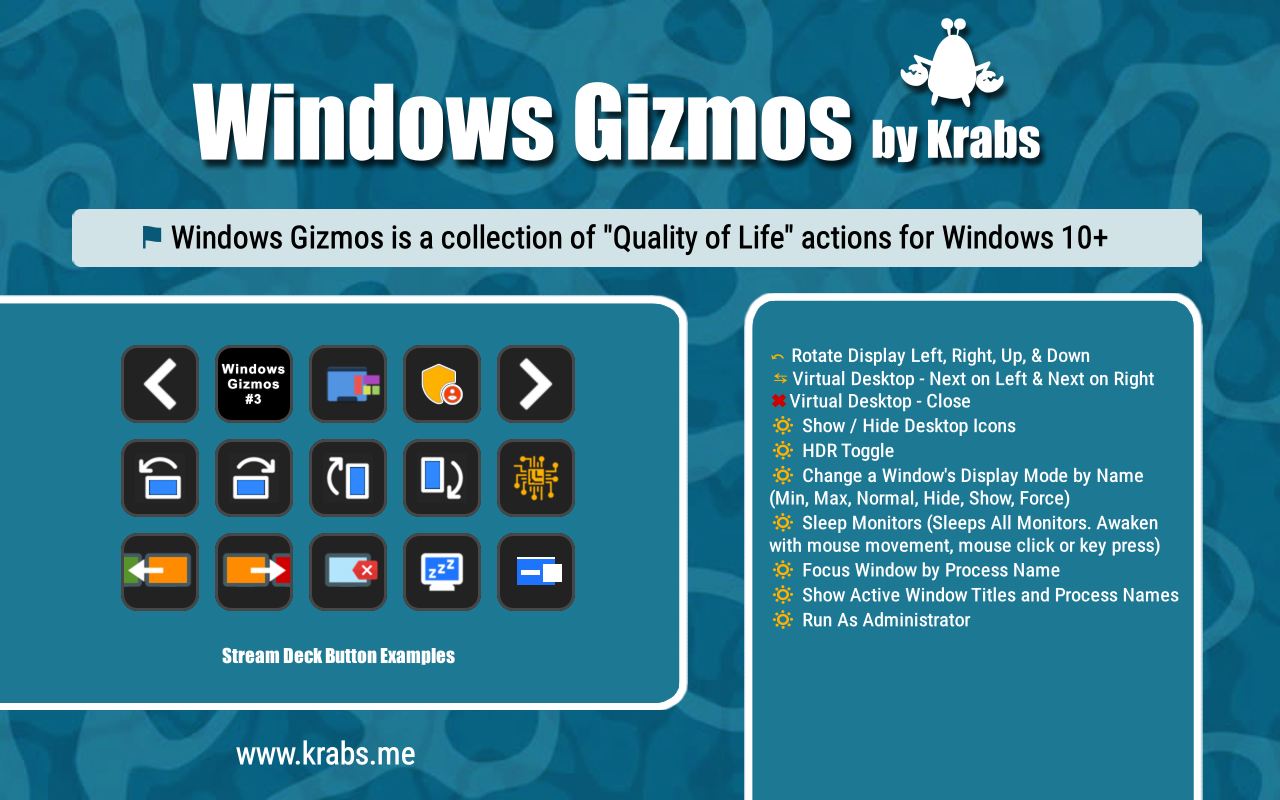 Windows Gizmos by Krabs
Windows Gizmos is a collection of "Quality of Life" actions for Windows 10+
Windows
Gizmos
#3
zzz
Stream Deck Button Examples
www.krabs.me
Rotate Display Left, Right, Up, & Down
Virtual Desktop - Next on Left & Next on Right
Virtual Desktop - Close
Show / Hide Desktop Icons
HDR Toggle
Change a Window's Display Mode by Name
(Min, Max, Normal, Hide, Show, Force)
Sleep Monitors (Sleeps All Monitors. Awaken
with mouse movement, mouse click or key press)
Focus Window by Process Name
Show Active Window Titles and Process Names
Run As Administrator